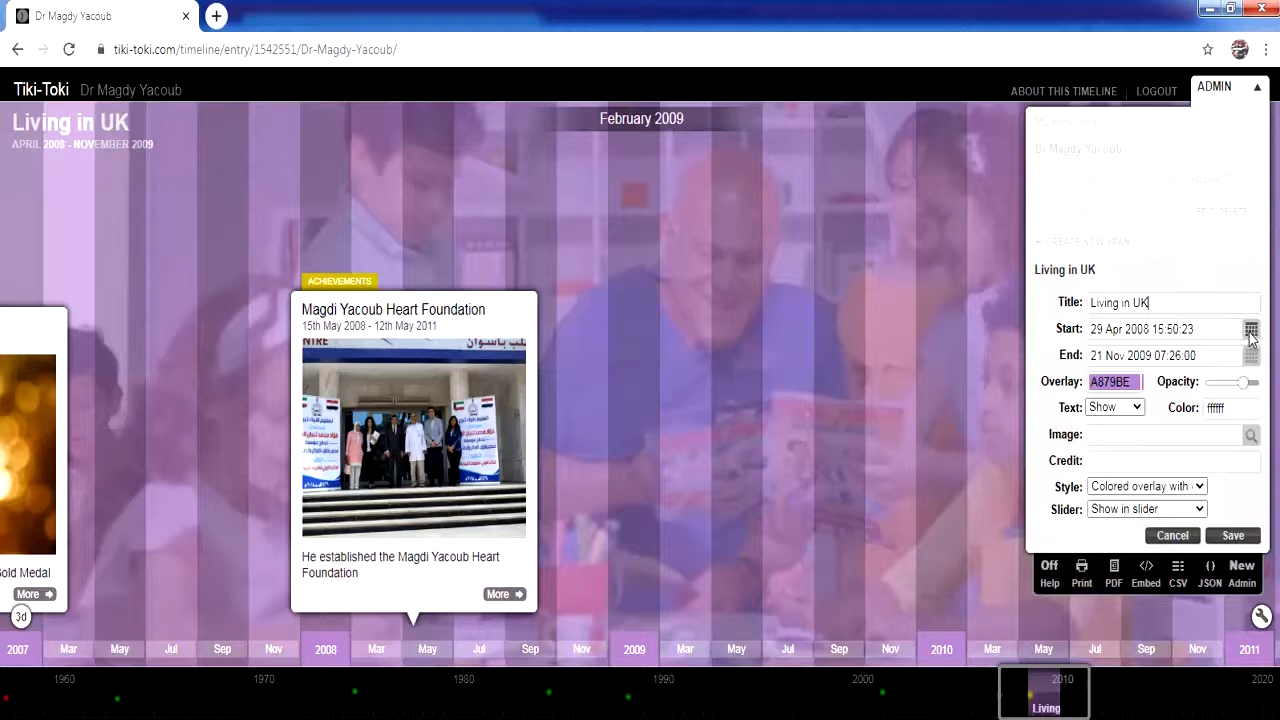 Dr Magdy Yacoub
tiki-toki.com/timeline/entry/1542551/Dr-Magdy-Yacoub/
Tiki-Toki Dr Magdy Yacoub
ABOUT THIS TIMELINE LOGOUT ADMIN
Living in UK
APRIL 2008 - NOVEMBER 2009
February 2009
Dr Magdy Yacoub
+ CREATE NEW SPAN
Living in UK
Title: Living in UK
Start: 29 Apr 2008 15:50:23
End: 21 Nov 2009 07:26:00
Overlay: A879BE Opacity:
Text: Show Color: ffffff
Image:
Credit:
Style: Colored overlay with
Slider: Show in slider
Cancel Save
Off Help Print PDF Embed CSV JSON New Admin
ACHIEVEMENTS
Magdi Yacoub Heart Foundation
15th May 2008 - 12th May 2011
He established the Magdi Yacoub Heart
Foundation
More
Gold Medal
More
3d
2007 Mar May Jul Sep Nov 2008 Mar May Jul Sep Nov 2009 Mar May Jul Sep Nov 2010 Mar May Jul Sep Nov 2011
1960 1970 1980 1990 2000 2010 2020
Living